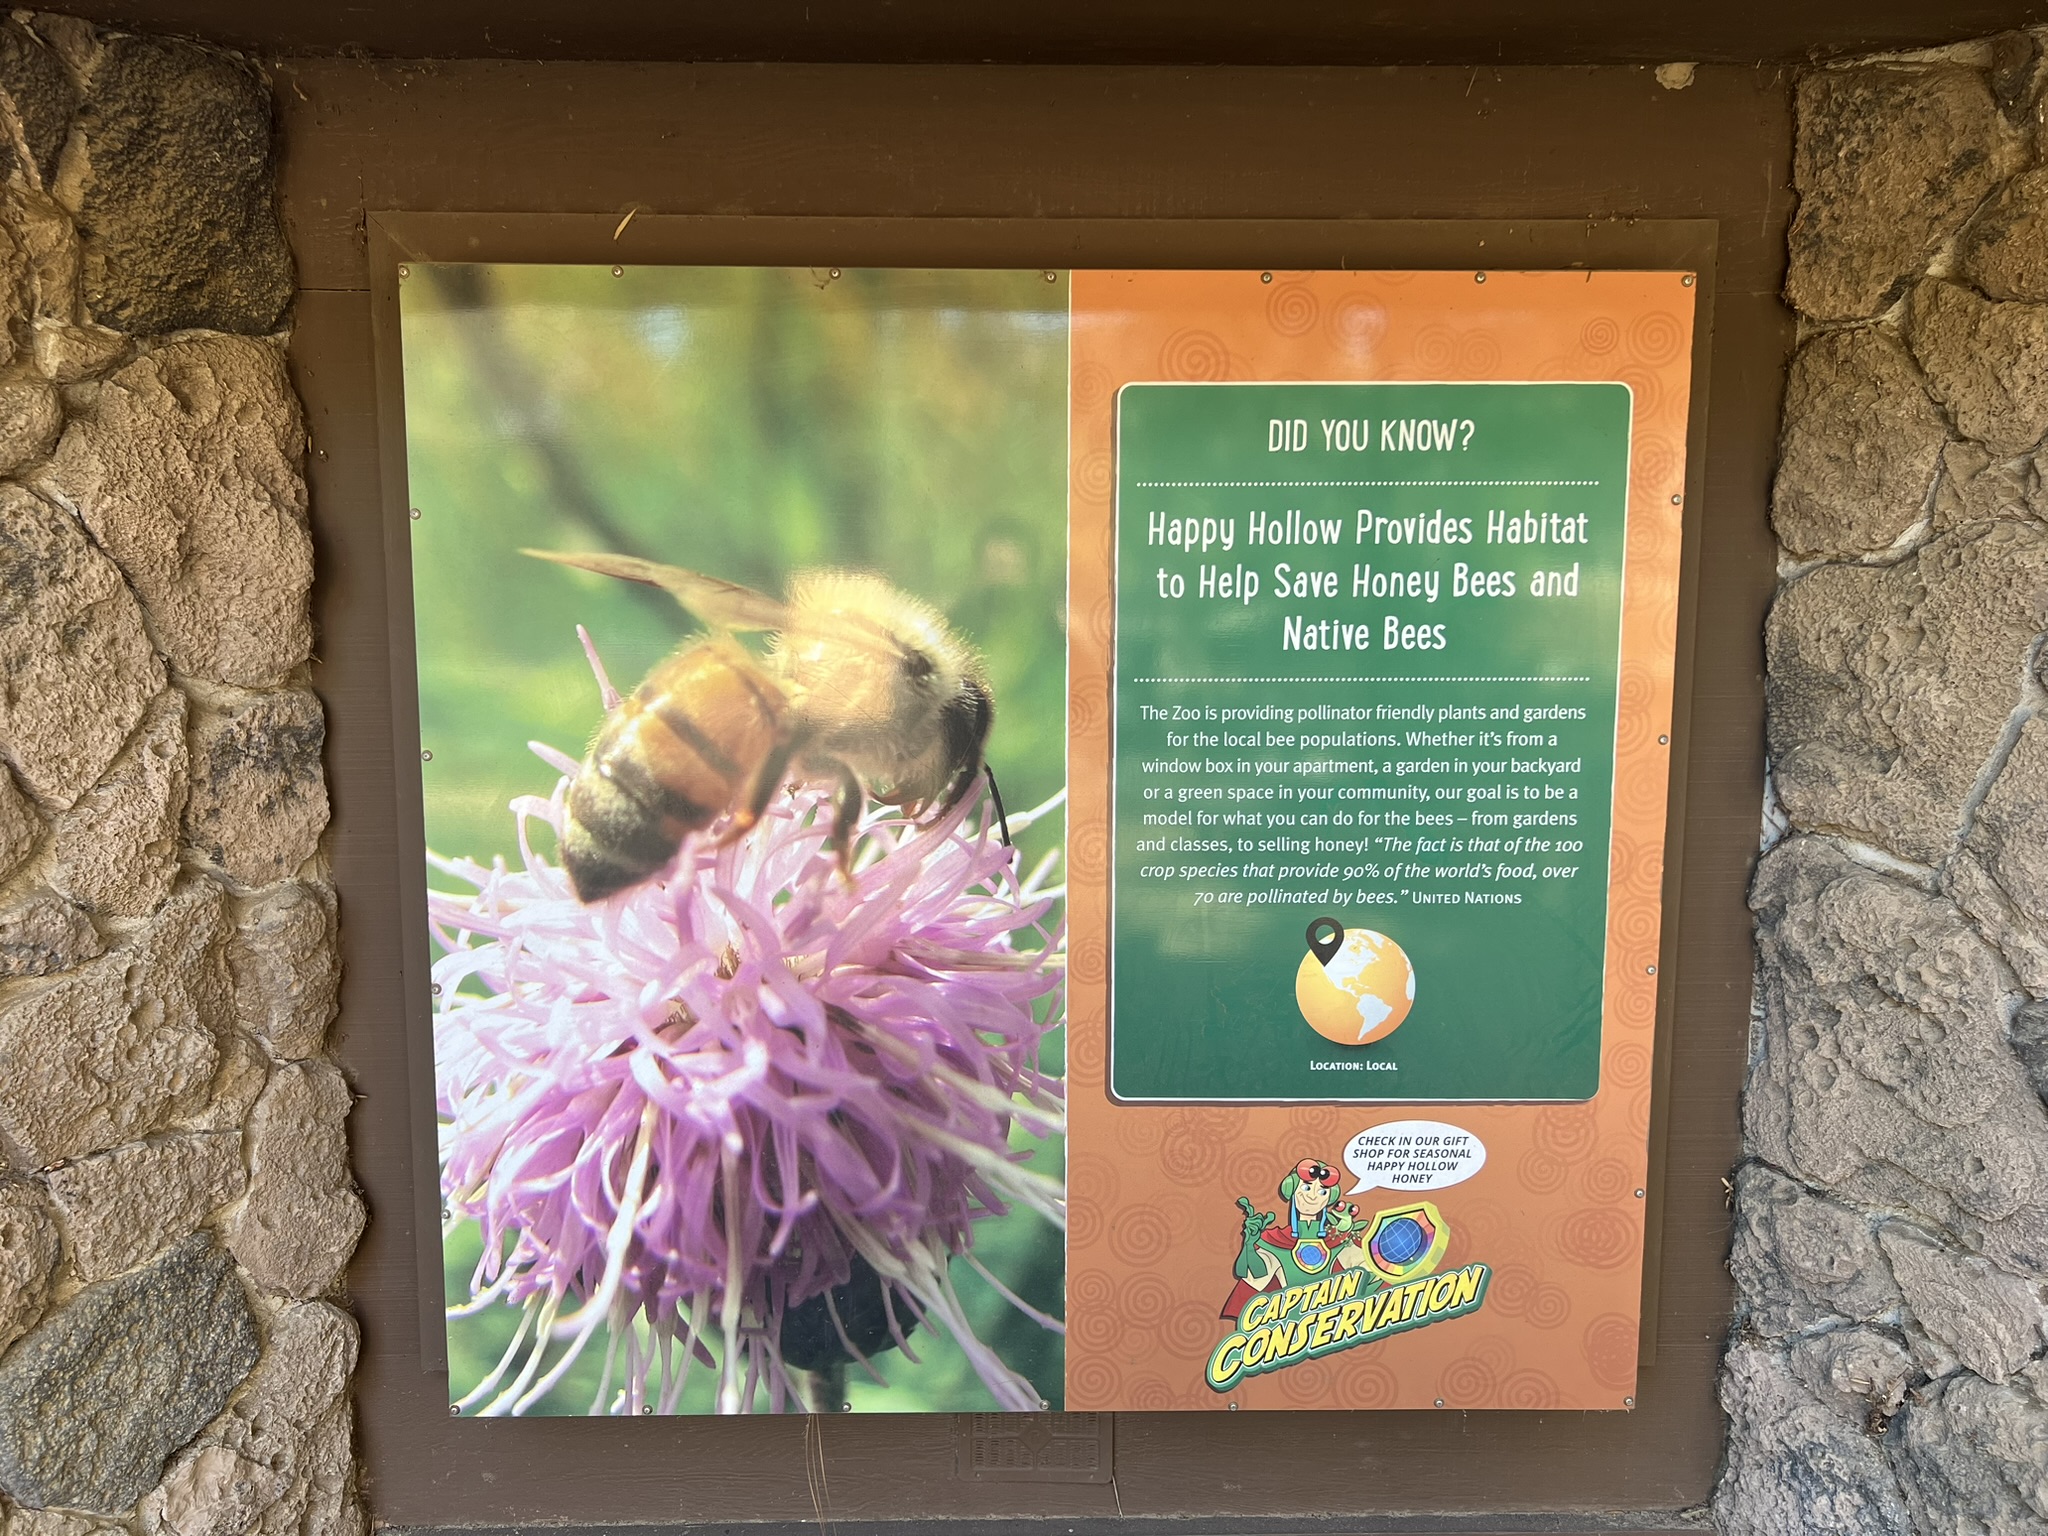 DID YOU KNOW?
Happy Hollow Provides Habitat
to Help Save Honey Bees and
Native Bees
The Zoo is providing pollinator friendly plants and gardens
for the local bee populations. Whether it's from a
window box in your apartment, a garden in your backyard
or a green space in your community, our goal is to be a
model for what you can do for the bees – from gardens
and classes, to selling honey! “The fact is that of the 100
crop species that provide 90% of the world's food, over
70 are pollinated by bees.” UNITED NATIONS
LOCATION: LOCAL
CHECK IN OUR GIFT
SHOP FOR SEASONAL
HAPPY HOLLOW
HONEY
CAPTAIN
CONSERVATION